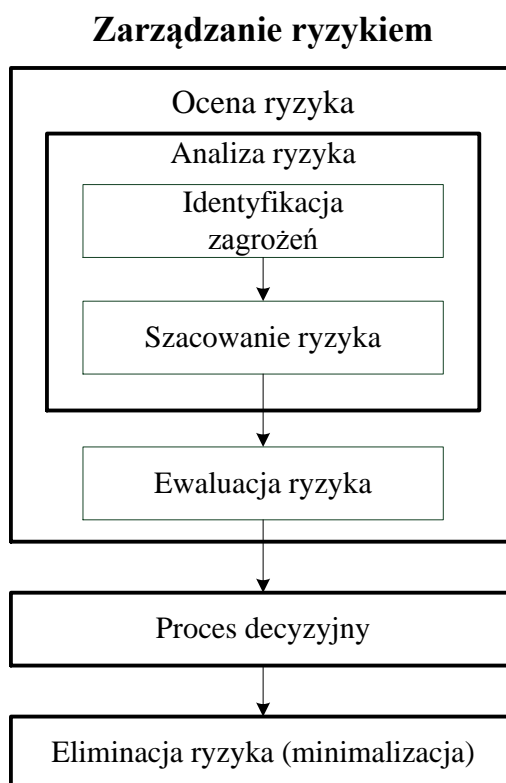 Zarządzanie ryzykiem
Ocena ryzyka
Analiza ryzyka
Identyfikacja
zagrożeń
Szacowanie ryzyka
Ewaluacja ryzyka
Proces decyzyjny
Eliminacja ryzyka (minimalizacja)